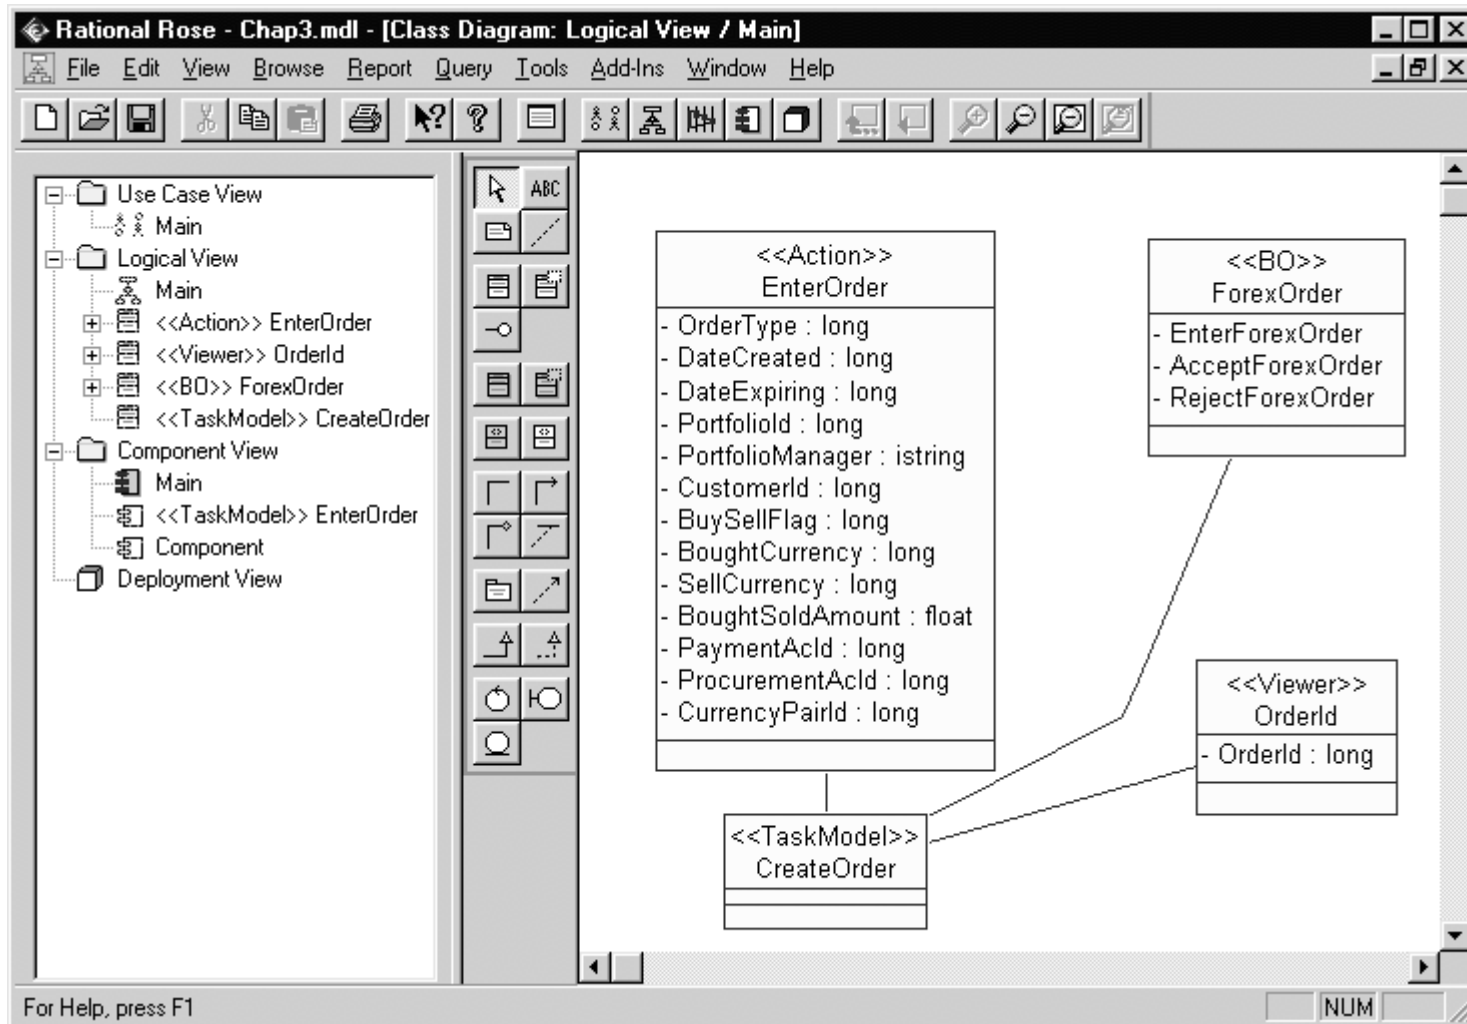 Rational Rose - Chap3.mdl - [Class Diagram: Logical View / Main]
File Edit View Browse Report Query Tools Add-Ins Window Help
Use Case View
Main
Logical View
Main
<<Action>> EnterOrder
<<Viewer>> OrderId
<<BO>> ForexOrder
<<TaskModel>> CreateOrder
Component View
Main
<<TaskModel>> EnterOrder
Component
Deployment View
ABC
<<Action>>
EnterOrder
- OrderType : long
- DateCreated : long
- DateExpiring : long
- PortfolioId : long
- PortfolioManager : istring
- CustomerId : long
- BuySellFlag : long
- BoughtCurrency : long
- SellCurrency : long
- BoughtSoldAmount : float
- PaymentAcId : long
- ProcurementAcId : long
- CurrencyPairId : long
<<BO>>
ForexOrder
- EnterForexOrder
- AcceptForexOrder
- RejectForexOrder
<<Viewer>>
OrderId
- OrderId : long
<<TaskModel>>
CreateOrder
For Help, press F1
NUM